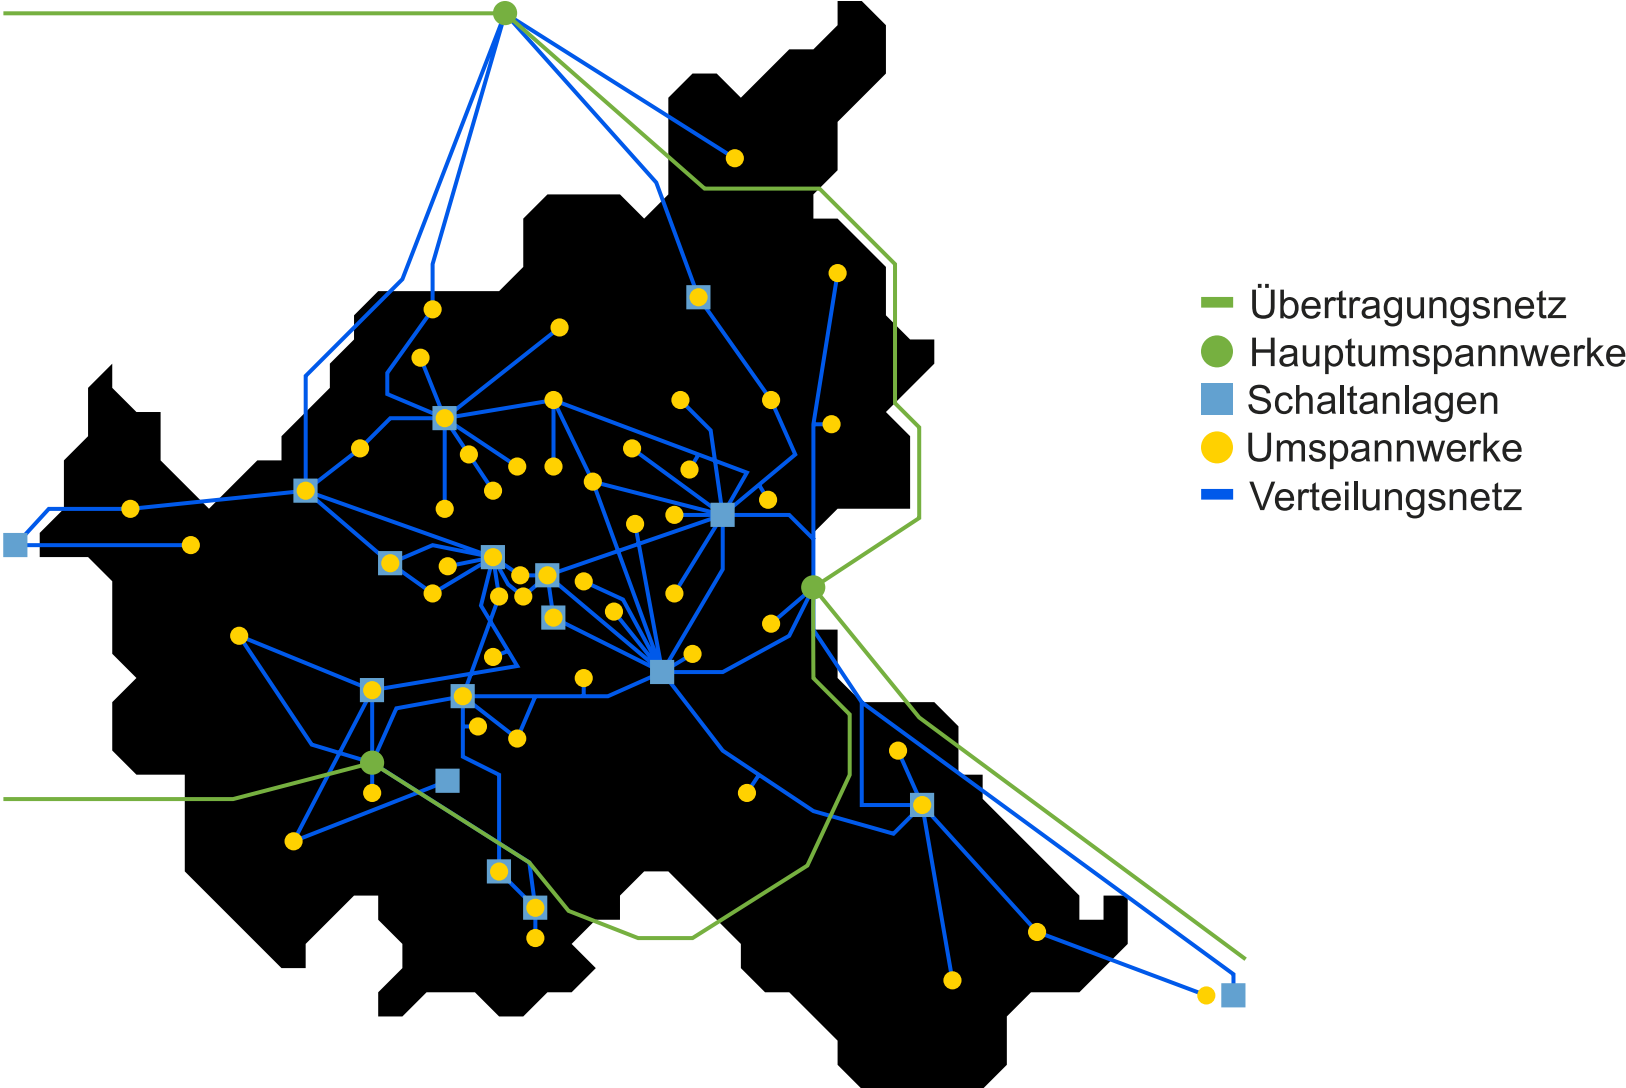 Übertragungsnetz
Hauptumspannwerke
Schaltanlagen
Umspannwerke
Verteilungsnetz